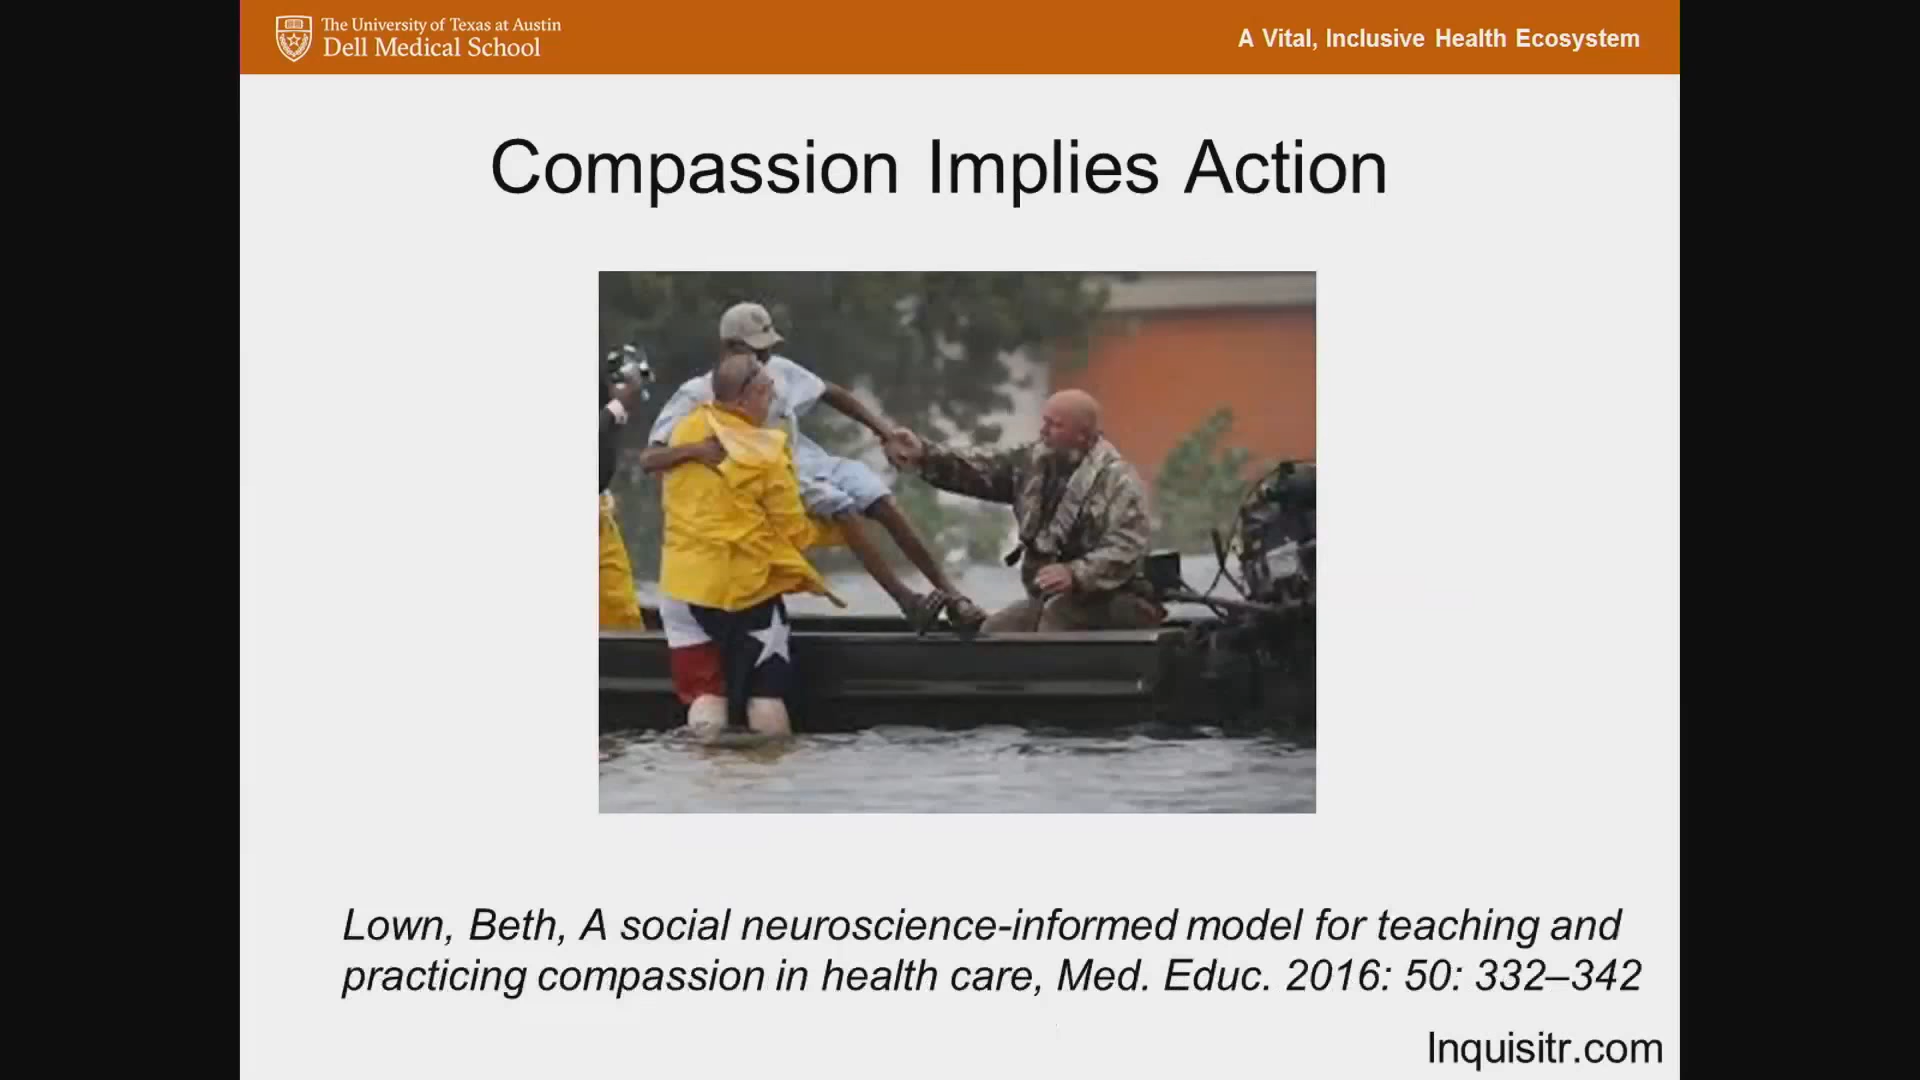 The University of Texas at Austin
Dell Medical School
A Vital, Inclusive Health Ecosystem
Compassion Implies Action
Lown, Beth, A social neuroscience-informed model for teaching and
practicing compassion in health care, Med. Educ. 2016: 50: 332–342
Inquisitr.com